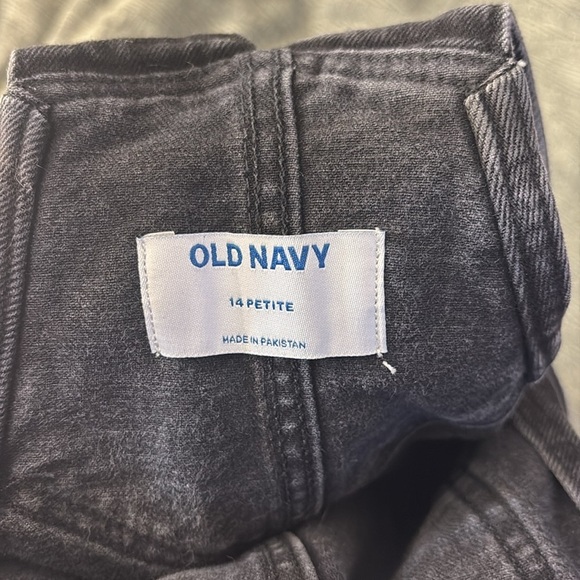 OLD NAVY
14 PETITE
MADE IN PAKISTAN